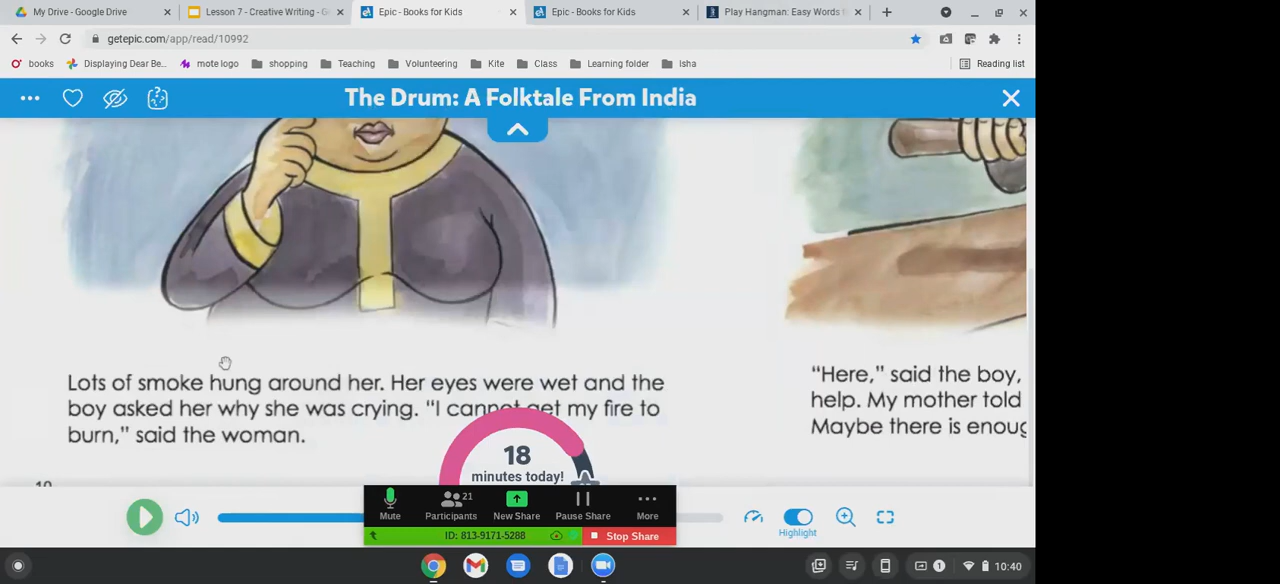 My Drive - Google Drive
Lesson 7 - Creative Writing - G
Epic - Books for Kids
Epic - Books for Kids
Play Hangman: Easy Words f
getepic.com/app/read/10992
books
Displaying Dear Be...
mote logo
shopping
Teaching
Volunteering
Kite
Class
Learning folder
Isha
Reading list
The Drum: A Folktale From India
Lots of smoke hung around her. Her eyes were wet and the
boy asked her why she was crying. “I cannot get my fire to
burn,” said the woman.
“Here,” said the boy,
help. My mother told
Maybe there is enoug
10
18
minutes today!
Highlight
Mute
21
Participants
New Share
Pause Share
More
ID: 813-9171-5288
Stop Share
1
10:40